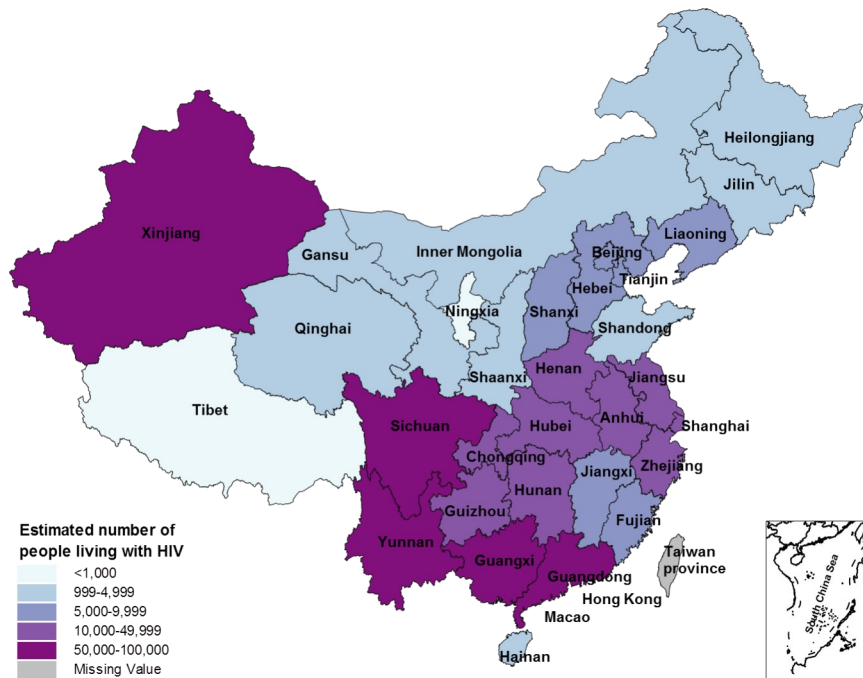 Heilongjiang
Jilin
Xinjiang
Liaoning
Gansu
Inner Mongolia
Beijing
Tianjin
Hebei
Ningxia
Shanxi
Qinghai
Shandong
Shaanxi
Henan
Jiangsu
Tibet
Sichuan
Hubei
Anhui
Shanghai
Chongqing
Zhejiang
Jiangxi
Hunan
Guizhou
Fujian
Yunnan
Guangxi
Taiwan
province
Guangdong
Hong Kong
Macao
Hainan
Estimated number of
people living with HIV
<1,000
999-4,999
5,000-9,999
10,000-49,999
50,000-100,000
Missing Value
South China Sea